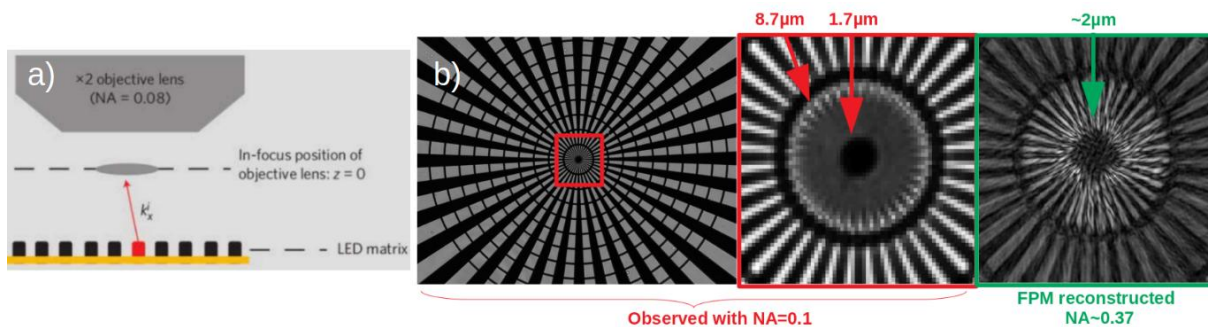 a)
×2 objective lens
(NA = 0.08)
In-focus position of
objective lens: z = 0
kⁱₓ
LED matrix
b)
8.7µm
1.7µm
~2µm
Observed with NA=0.1
FPM reconstructed
NA~0.37